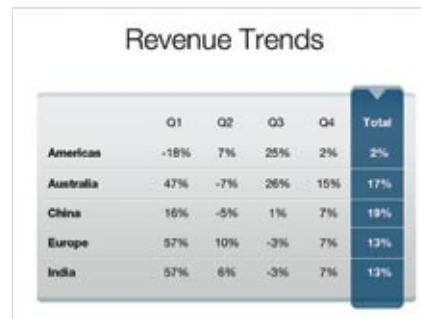 Revenue Trends
Q1 Q2 Q3 Q4 Total
Americas -18% 7% 25% 2% 2%
Australia 47% -7% 26% 15% 17%
China 16% -5% 1% 7% 19%
Europe 57% 10% -3% 7% 13%
India 57% 6% -3% 7% 13%